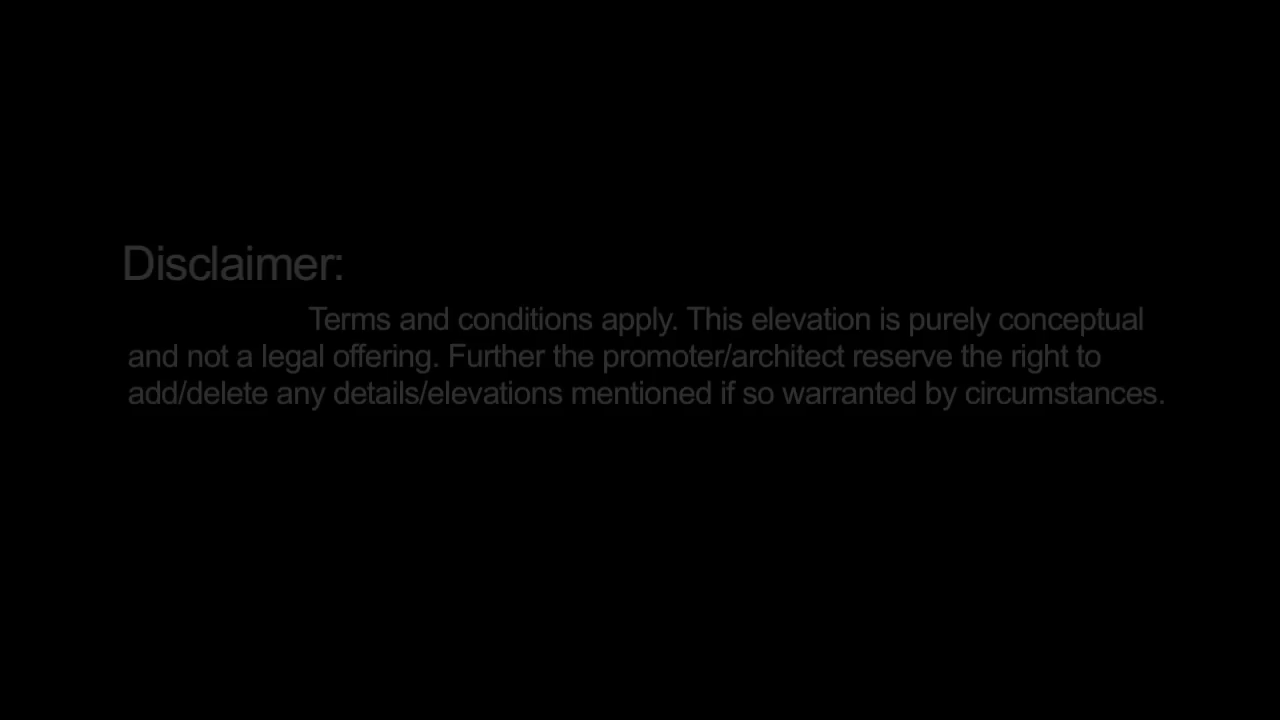 Disclaimer:
Terms and conditions apply. This elevation is purely conceptual
and not a legal offering. Further the promoter/architect reserve the right to
add/delete any details/elevations mentioned if so warranted by circumstances.